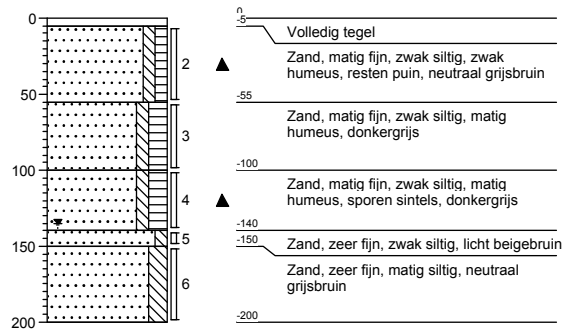 0
50
100
150
200
2
3
4
5
6
0
-5
Volledig tegel
Zand, matig fijn, zwak siltig, zwak
humeus, resten puin, neutraal grijsbruin
-55
Zand, matig fijn, zwak siltig, matig
humeus, donkergrijs
-100
Zand, matig fijn, zwak siltig, matig
humeus, sporen sintels, donkergrijs
-140
Zand, zeer fijn, zwak siltig, licht beigebruin
-150
Zand, zeer fijn, matig siltig, neutraal
grijsbruin
-200